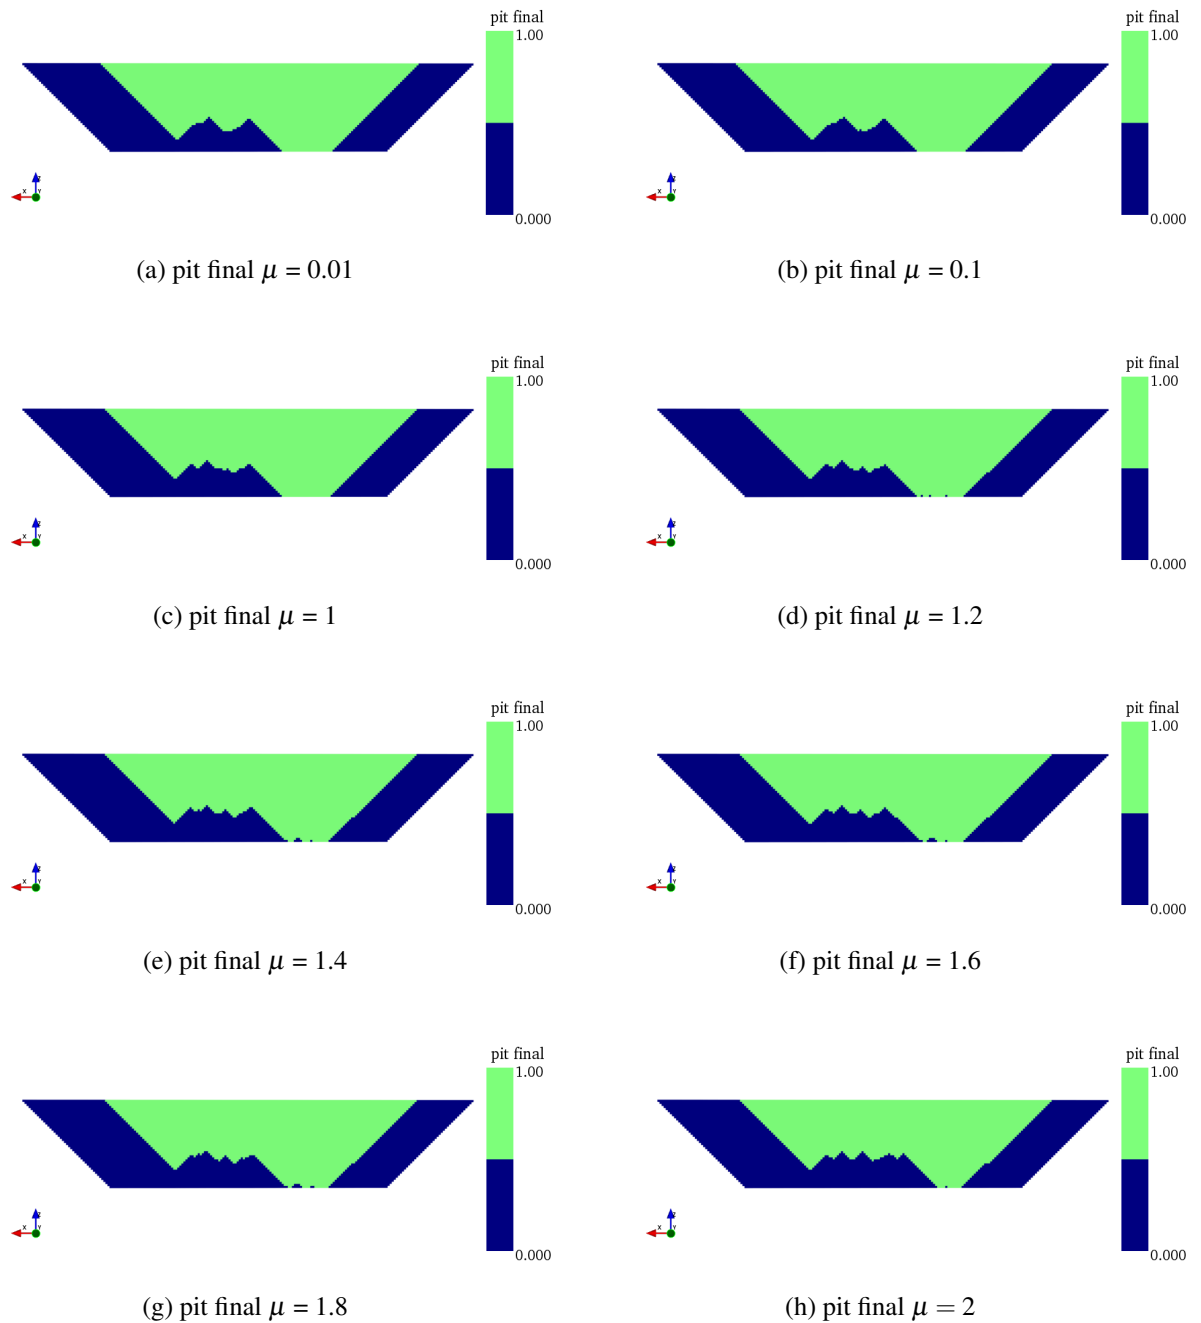 pit final
1.00
0.000
X
Z
Y
(a) pit final μ = 0.01
pit final
1.00
0.000
X
Z
Y
(b) pit final μ = 0.1
pit final
1.00
0.000
X
Z
Y
(c) pit final μ = 1
pit final
1.00
0.000
X
Z
Y
(d) pit final μ = 1.2
pit final
1.00
0.000
X
Z
Y
(e) pit final μ = 1.4
pit final
1.00
0.000
X
Z
Y
(f) pit final μ = 1.6
pit final
1.00
0.000
X
Z
Y
(g) pit final μ = 1.8
pit final
1.00
0.000
X
Z
Y
(h) pit final μ = 2